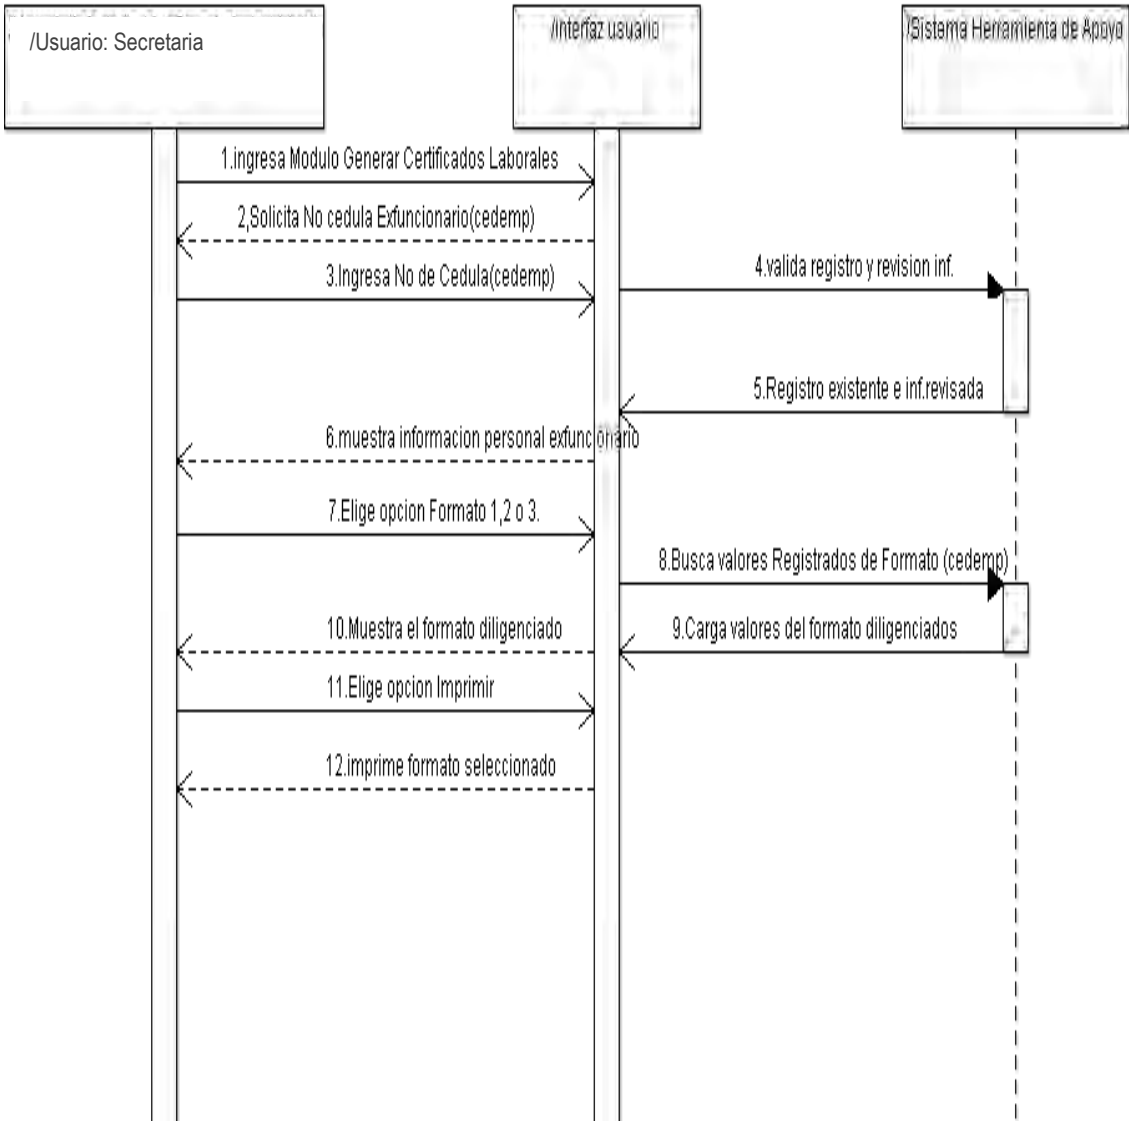 /Usuario: Secretaria
/Interfaz usuario
/Sistema Herramienta de Apoyo
1.ingresa Modulo Generar Certificados Laborales
2,Solicita No cedula Exfuncionario(cedemp)
3.Ingresa No de Cedula(cedemp)
4.valida registro y revision inf.
5.Registro existente e inf.revisada
6.muestra informacion personal exfuncionario
7.Elige opcion Formato 1,2 o 3.
8.Busca valores Registrados de Formato (cedemp)
10.Muestra el formato diligenciado
9.Carga valores del formato diligenciados
11.Elige opcion Imprimir
12.imprime formato seleccionado